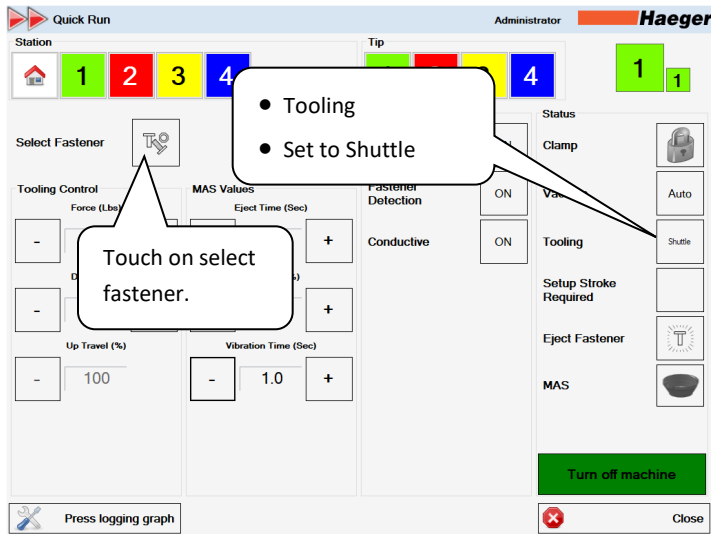 Quick Run
Administrator
Haeger
Station
Tip
1
2
3
4
4
1
1
Tooling
Set to Shuttle
Select Fastener
Status
Clamp
Tooling Control
MAS Values
Fastener
Detection
ON
Auto
Force (Lbs)
Eject Time (Sec)
-
+
Conductive
ON
Tooling
Shuttle
Touch on select
fastener.
-
+
Setup Stroke
Required
Up Travel (%)
Vibration Time (Sec)
Eject Fastener
-
100
-
1.0
+
MAS
Turn off machine
Press logging graph
Close